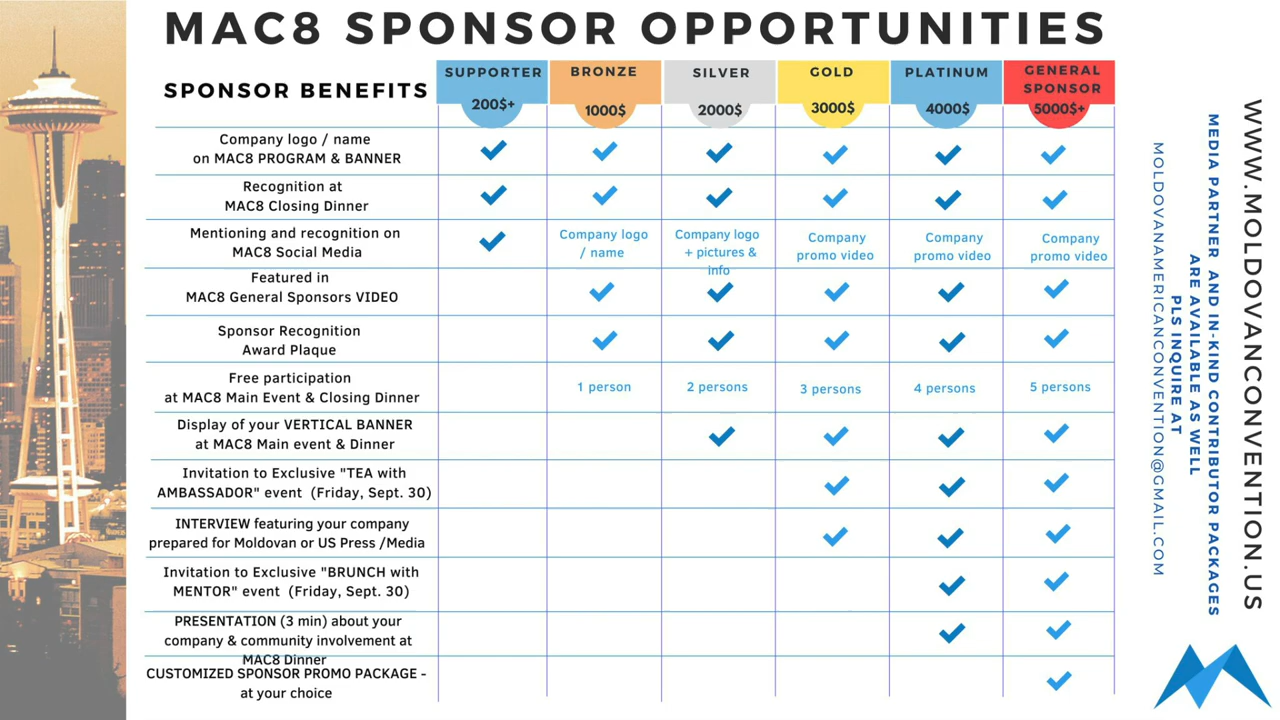 MAC8 SPONSOR OPPORTUNITIES
SPONSOR BENEFITS
SUPPORTER
200$+
BRONZE
1000$
SILVER
2000$
GOLD
3000$
PLATINUM
4000$
GENERAL
SPONSOR
5000$+
Company logo / name
on MAC8 PROGRAM & BANNER
Recognition at
MAC8 Closing Dinner
Mentioning and recognition on
MAC8 Social Media
Company logo
/ name
Company logo
+ pictures &
info
Company
promo video
Company
promo video
Company
promo video
Featured in
MAC8 General Sponsors VIDEO
Sponsor Recognition
Award Plaque
Free participation
at MAC8 Main Event & Closing Dinner
1 person
2 persons
3 persons
4 persons
5 persons
Display of your VERTICAL BANNER
at MAC8 Main event & Dinner
Invitation to Exclusive "TEA with
AMBASSADOR" event (Friday, Sept. 30)
INTERVIEW featuring your company
prepared for Moldovan or US Press /Media
Invitation to Exclusive "BRUNCH with
MENTOR" event (Friday, Sept. 30)
PRESENTATION (3 min) about your
company & community involvement at
MAC8 Dinner
CUSTOMIZED SPONSOR PROMO PACKAGE -
at your choice
WWW.MOLDOVANCONVENTION.US
MEDIA PARTNER AND IN-KIND CONTRIBUTOR PACKAGES
ARE AVAILABLE AS WELL
PLS INQUIRE AT
MOLDOVANAMERICANCONVENTION@GMAIL.COM